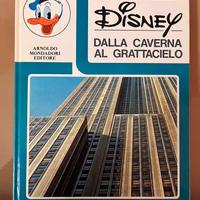 ARNOLDO
MONDADORI
EDITORE
DISNEY
DALLA CAVERNA
AL GRATTACIELO